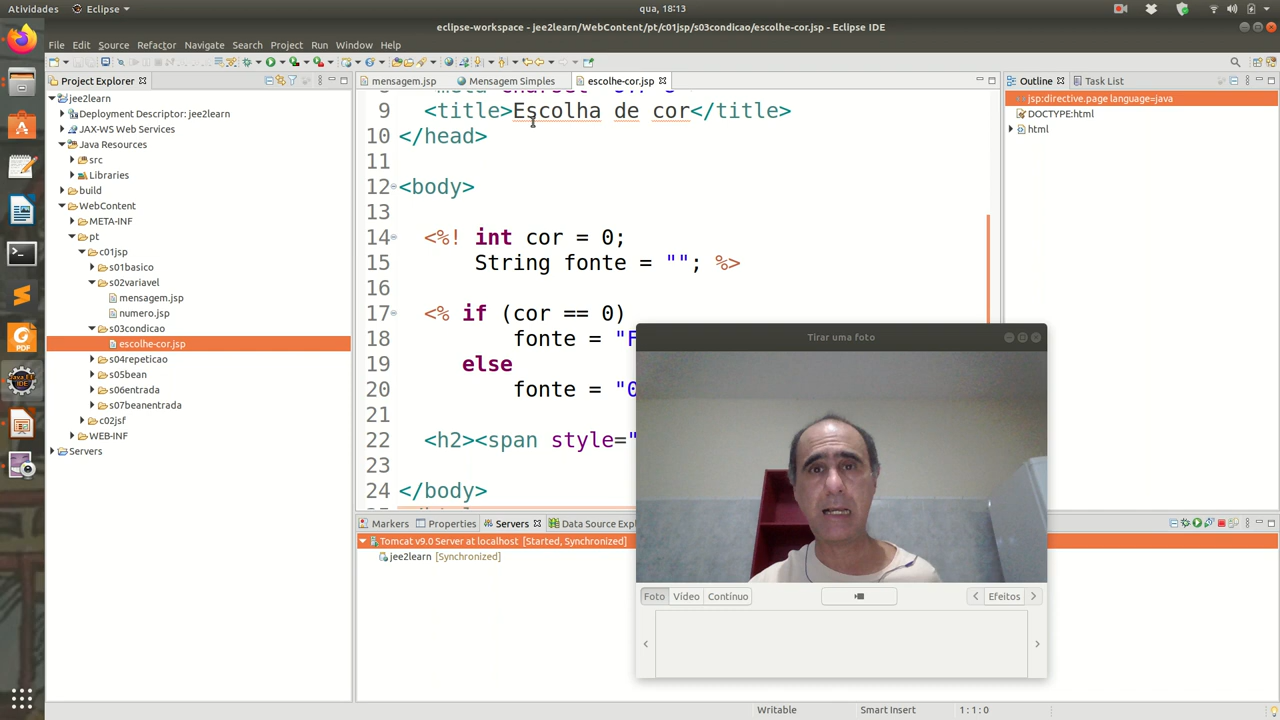 Atividades
Eclipse
qua, 18:13
eclipse-workspace - jee2learn/WebContent/pt/c01jsp/s03condicao/escolhe-cor.jsp - Eclipse IDE
File Edit Source Refactor Navigate Search Project Run Window Help
Project Explorer
jee2learn
Deployment Descriptor: jee2learn
JAX-WS Web Services
Java Resources
src
Libraries
build
WebContent
META-INF
pt
c01jsp
s01basico
s02variavel
mensagem.jsp
numero.jsp
s03condicao
escolhe-cor.jsp
s04repeticao
s05bean
s06entrada
s07beanentrada
c02jsf
WEB-INF
Servers
mensagem.jsp
Mensagem Simples
escolhe-cor.jsp
9 <title>Escolha de cor</title>
10 </head>
11
12 <body>
13
14 <%! int cor = 0;
15 String fonte = ""; %>
16
17 <% if (cor == 0)
18 fonte = "F
19 else
20 fonte = "0
21
22 <h2><span style="
23
24 </body>
Outline
Task List
jsp:directive.page language=java
DOCTYPE:html
html
Markers
Properties
Servers
Data Source Expl
Tomcat v9.0 Server at localhost [Started, Synchronized]
jee2learn [Synchronized]
Tirar uma foto
Foto
Vídeo
Contínuo
Efeitos
Writable
Smart Insert
1 : 1 : 0